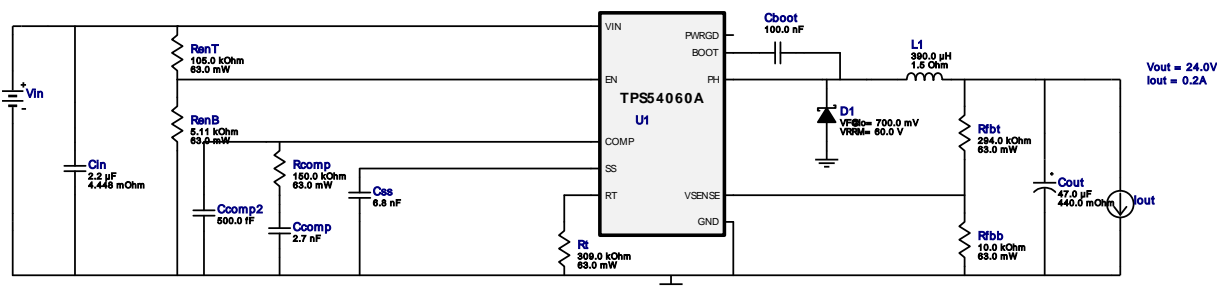 Vin
Cin
2.2 µF
4.448 mOhm
RenT
105.0 kOhm
63.0 mW
RenB
5.11 kOhm
63.0 mW
Ccomp2
500.0 fF
Rcomp
150.0 kOhm
63.0 mW
Ccomp
2.7 nF
Css
6.8 nF
Rt
309.0 kOhm
63.0 mW
VIN
EN
COMP
SS
RT
TPS54060A
U1
PWRGD
BOOT
PH
VSENSE
GND
Cboot
100.0 nF
D1
= 700.0 mV
VRRM= 60.0 V
L1
390.0 µH
1.5 Ohm
Rfbt
294.0 kOhm
63.0 mW
Rfbb
10.0 kOhm
63.0 mW
Cout
47.0 µF
440.0 mOhm
Iout
Vout = 24.0V
Iout = 0.2A